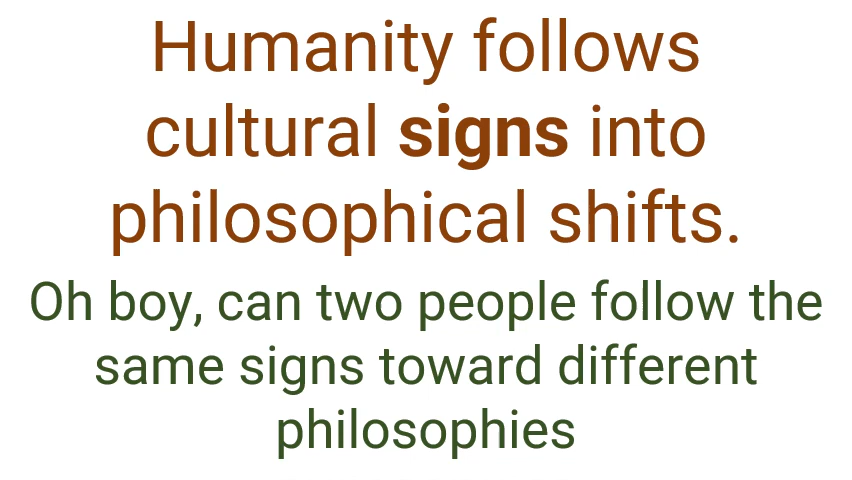 Humanity follows
cultural signs into
philosophical shifts.
Oh boy, can two people follow the
same signs toward different
philosophies